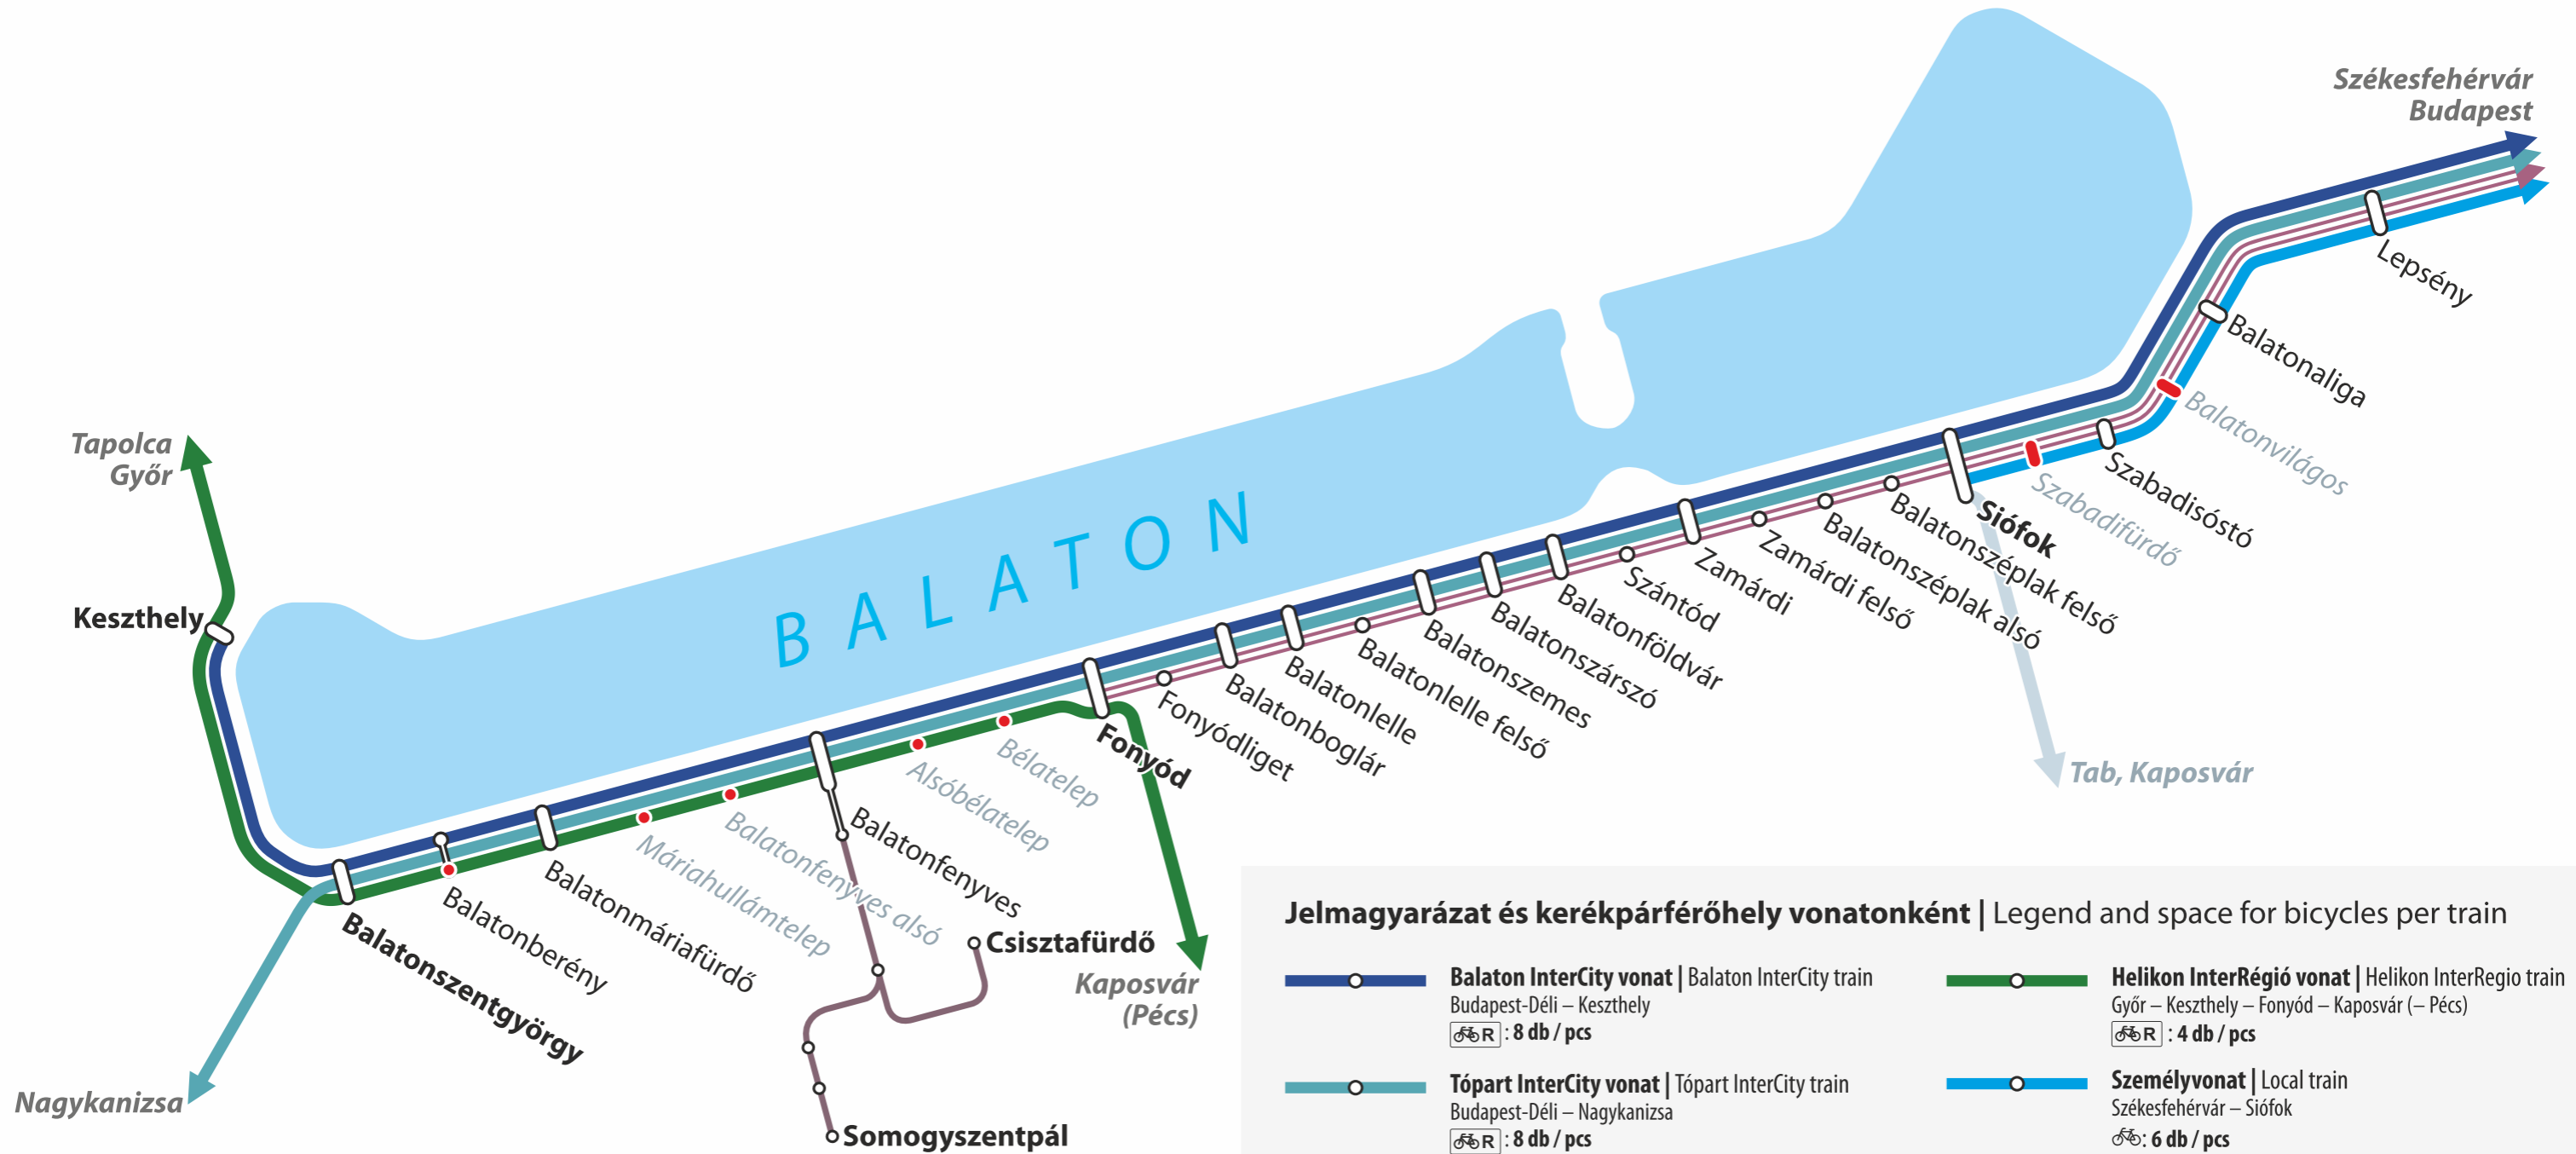 Székesfehérvár
Budapest
Lepsény
Balatonaliga
Balatonvilágos
Szabadisóstó
Szabadifürdő
Siófok
Balatonszéplak felső
Balatonszéplak alsó
Zamárdi felső
Zamárdi
Szántód
Balatonföldvár
Balatonszárszó
Balatonszemes
Balatonlelle felső
Balatonlelle
Balatonboglár
Fonyódliget
Fonyód
Bélatelep
Alsóbélatelep
Balatonfenyves
Balatonfenyves alsó
Máriahullámtelep
Balatonmáriafürdő
Balatonberény
Balatonszentgyörgy
Keszthely
Tapolca
Győr
BALATON
Tab, Kaposvár
Csisztafürdő
Kaposvár
(Pécs)
Nagykanizsa
Somogyszentpál
Jelmagyarázat és kerékpárférőhely vonatonként | Legend and space for bicycles per train
Balaton InterCity vonat | Balaton InterCity train
Budapest-Déli – Keszthely
R : 8 db / pcs
Tópart InterCity vonat | Tópart InterCity train
Budapest-Déli – Nagykanizsa
R : 8 db / pcs
Helikon InterRégió vonat | Helikon InterRegio train
Győr – Keszthely – Fonyód – Kaposvár (– Pécs)
R : 4 db / pcs
Személyvonat | Local train
Székesfehérvár – Siófok
: 6 db / pcs